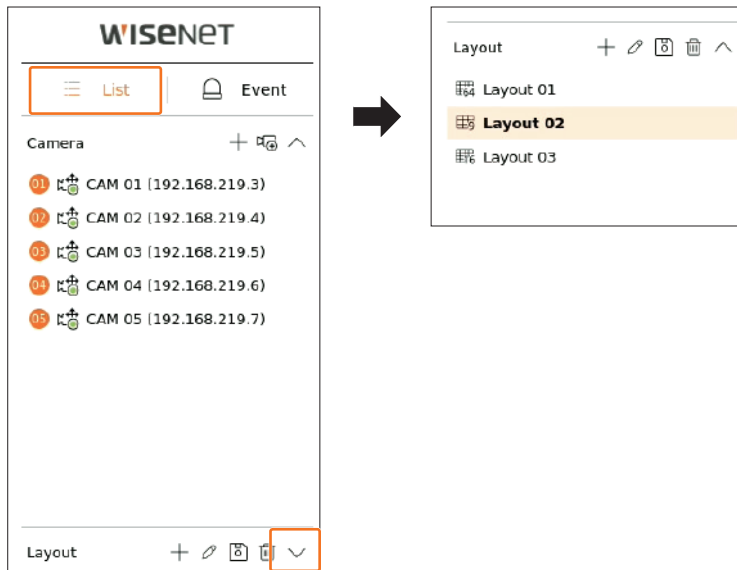 WISENET
List Event
Camera
01 CAM 01 (192.168.219.3)
02 CAM 02 (192.168.219.4)
03 CAM 03 (192.168.219.5)
04 CAM 04 (192.168.219.6)
05 CAM 05 (192.168.219.7)
Layout
Layout
64 Layout 01
Layout 02
Layout 03